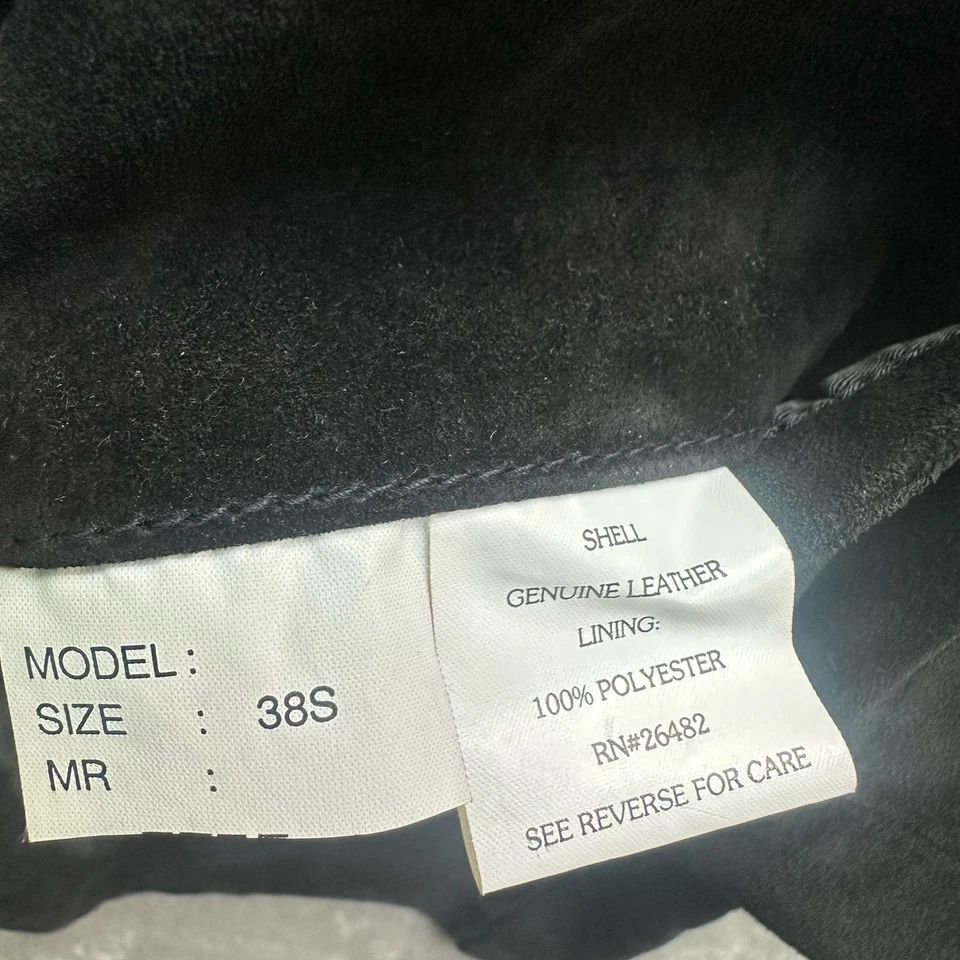 MODEL :
SIZE : 38S
MR :
SHELL
GENUINE LEATHER
LINING:
100% POLYESTER
RN#26482
SEE REVERSE FOR CARE